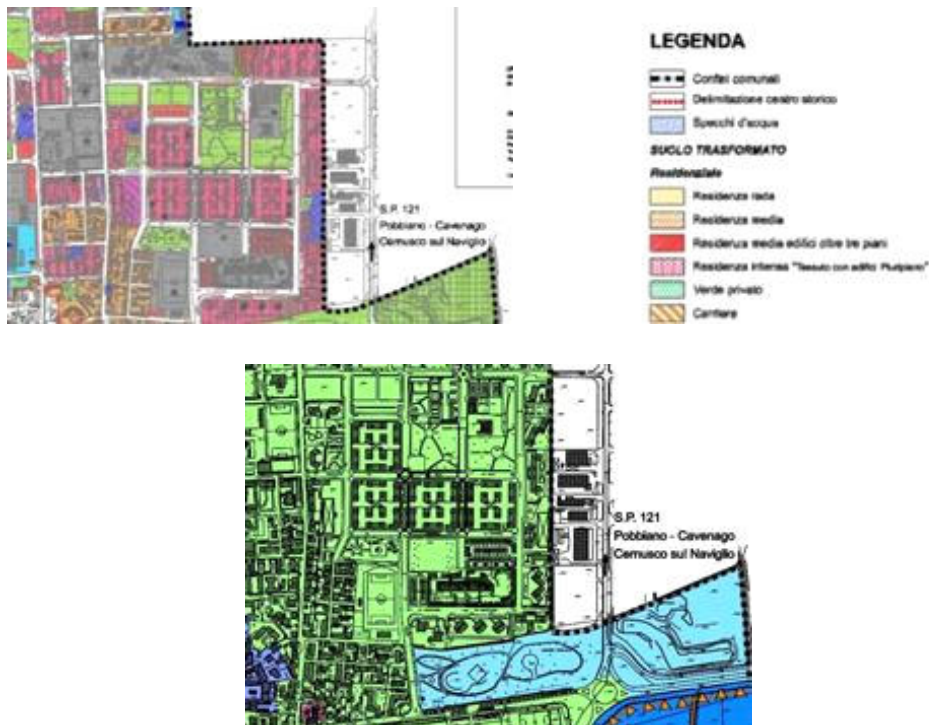 S.P. 121
Pobbiano - Cavenago
Cernusco sul Naviglio
LEGENDA
Confini comunali
Delimitazione centro storico
Specchi d'acqua
SUOLO TRASFORMATO
Residenziale
Residenza rada
Residenza media
Residenza media edifici oltre tre piani
Residenza intensa "Tessuto con edifici Pluripiano"
Verde privato
Cantiere
S.P. 121
Pobbiano - Cavenago
Cernusco sul Naviglio